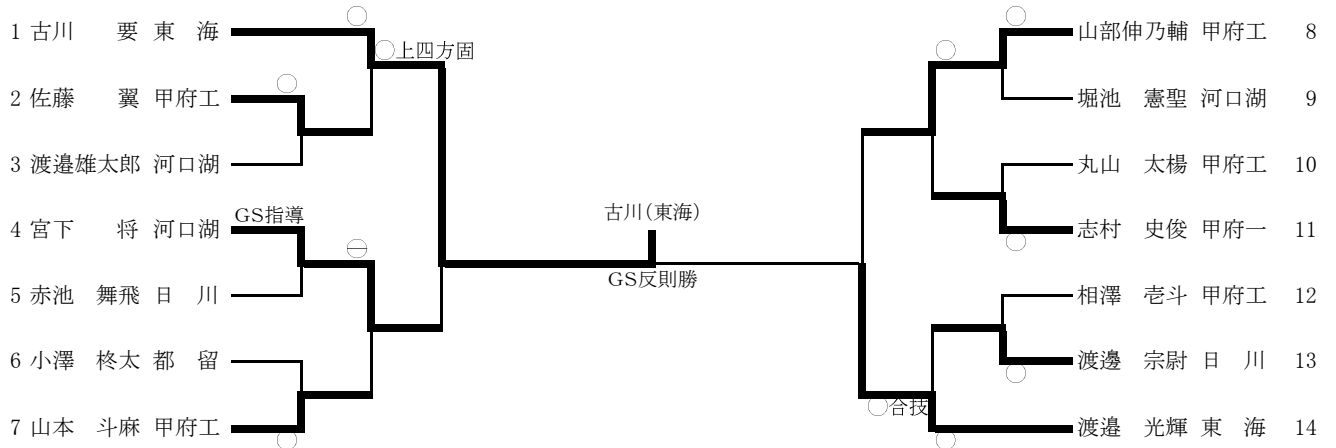 1 古川　要 東　海
2 佐藤　翼 甲府工
3 渡邉雄太郎 河口湖
4 宮下　将 河口湖
5 赤池　舞飛 日　川
6 小澤　柊太 都　留
7 山本　斗麻 甲府工
○
○上四方固
○
GS指導
○
○
古川（東海）
GS反則勝
○
○
○
○
○合技
○
山部伸乃輔 甲府工 8
堀池　憲聖 河口湖 9
丸山　太楊 甲府工 10
志村　史俊 甲府一 11
相澤　壱斗 甲府工 12
渡邊　宗尉 日　川 13
渡邉　光輝 東　海 14